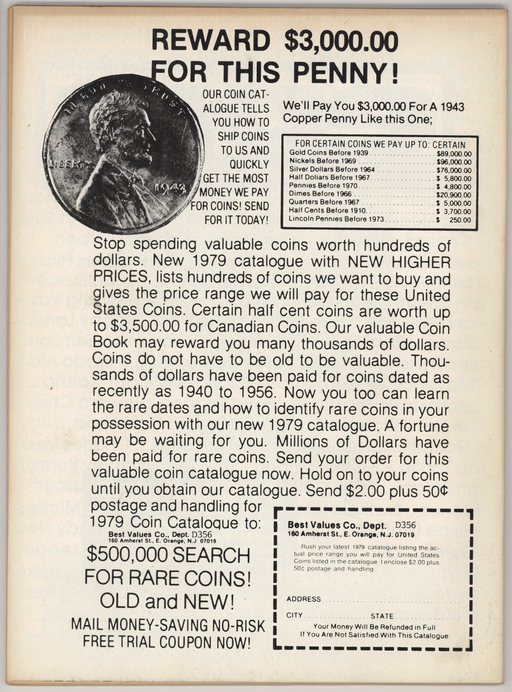 REWARD $3,000.00
FOR THIS PENNY!
IN GOD WE TRUST
LIBERTY
1943
OUR COIN CAT-
ALOGUE TELLS
YOU HOW TO
SHIP COINS
TO US AND
QUICKLY
GET THE MOST
MONEY WE PAY
FOR COINS! SEND
FOR IT TODAY!
We'll Pay You $3,000.00 For A 1943
Copper Penny Like this One;
FOR CERTAIN COINS WE PAY UP TO: CERTAIN
Gold Coins Before 1939 $89,000.00
Nickels Before 1969 $96,000.00
Silver Dollars Before 1964 $76,000.00
Half Dollars Before 1967 $ 5,800.00
Pennies Before 1970 $ 4,800.00
Dimes Before 1966 $20,900.00
Quarters Before 1967 $ 5,000.00
Half Cents Before 1910 $ 3,700.00
Lincoln Pennies Before 1973 $ 250.00
Stop spending valuable coins worth hundreds of
dollars. New 1979 catalogue with NEW HIGHER
PRICES, lists hundreds of coins we want to buy and
gives the price range we will pay for these United
States Coins. Certain half cent coins are worth up
to $3,500.00 for Canadian Coins. Our valuable Coin
Book may reward you many thousands of dollars.
Coins do not have to be old to be valuable. Thou-
sands of dollars have been paid for coins dated as
recently as 1940 to 1956. Now you too can learn
the rare dates and how to identify rare coins in your
possession with our new 1979 catalogue. A fortune
may be waiting for you. Millions of Dollars have
been paid for rare coins. Send your order for this
valuable coin catalogue now. Hold on to your coins
until you obtain our catalogue. Send $2.00 plus 50¢
postage and handling for
1979 Coin Catalogue to:
Best Values Co., Dept. D356
160 Amherst St., E. Orange, N.J 07019
$500,000 SEARCH
FOR RARE COINS!
OLD and NEW!
MAIL MONEY-SAVING NO-RISK
FREE TRIAL COUPON NOW!
Best Values Co., Dept. D356
160 Amherst St., E. Orange, N.J. 07019
Rush your latest 1979 catalogue listing the ac-
tual price range you will pay for United States
Coins listed in the catalogue. I enclose $2.00 plus
50¢ postage and handling.
ADDRESS
CITY STATE
Your Money Will Be Refunded in Full
If You Are Not Satisfied With This Catalogue